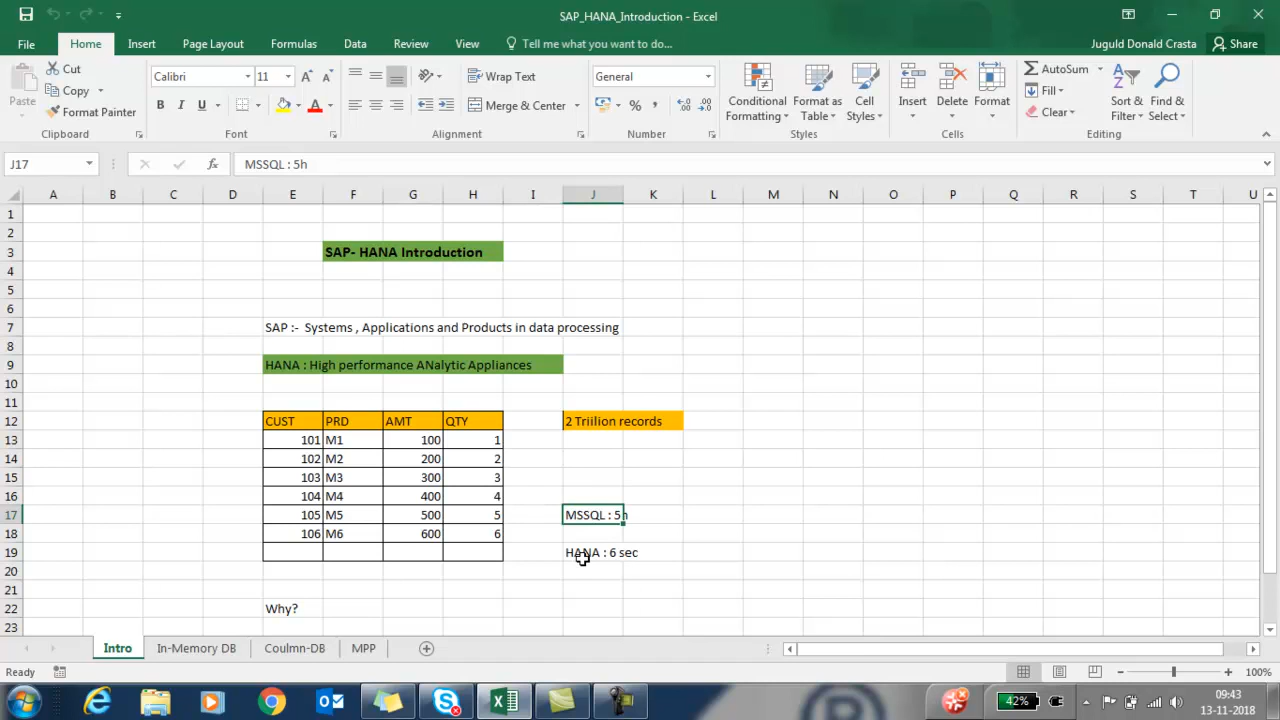 SAP_HANA_Introduction - Excel
File Home Insert Page Layout Formulas Data Review View Tell me what you want to do... Juguld Donald Crasta Share
Paste Cut Copy Format Painter Clipboard
Calibri 11 A A B I U A Font
Wrap Text Merge & Center Alignment
General % , Number
Conditional Formatting Format as Table Cell Styles Styles
Insert Delete Format Cells
AutoSum Fill Clear Sort & Filter Find & Select Editing
J17 fx MSSQL : 5h
A B C D E F G H I J K L M N O P Q R S T U
1
2
3 SAP- HANA Introduction
4
5
6
7 SAP :- Systems , Applications and Products in data processing
8
9 HANA : High performance ANalytic Appliances
10
11
12 CUST PRD AMT QTY 2 Triilion records
13 101 M1 100 1
14 102 M2 200 2
15 103 M3 300 3
16 104 M4 400 4
17 105 M5 500 5 MSSQL : 5h
18 106 M6 600 6
19 HANA : 6 sec
20
21
22 Why?
23
Intro In-Memory DB Coulmn-DB MPP
Ready 100%
42% 09:43
13-11-2018